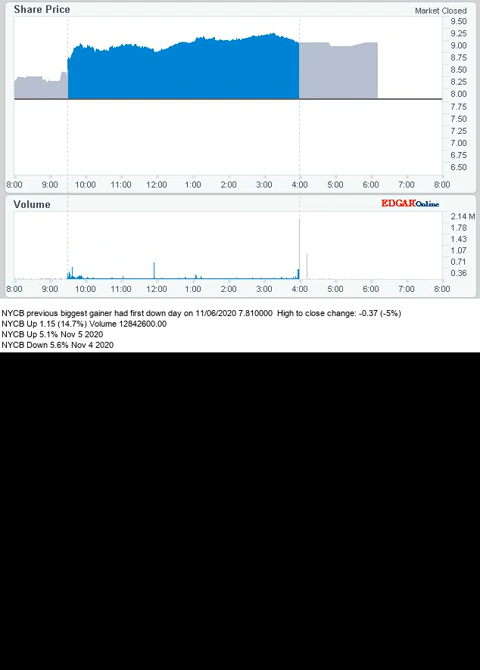 Share Price
Market Closed
9.50
9.25
9.00
8.75
8.50
8.25
8.00
7.75
7.50
7.25
7.00
6.75
6.50
8:00 9:00 10:00 11:00 12:00 1:00 2:00 3:00 4:00 5:00 6:00 7:00 8:00
Volume
EDGAROnline
2.14 M
1.78
1.43
1.07
0.71
0.36
8:00 9:00 10:00 11:00 12:00 1:00 2:00 3:00 4:00 5:00 6:00 7:00 8:00
NYCB previous biggest gainer had first down day on 11/06/2020 7.810000 High to close change: -0.37 (-5%)
NYCB Up 1.15 (14.7%) Volume 12842600.00
NYCB Up 5.1% Nov 5 2020
NYCB Down 5.6% Nov 4 2020